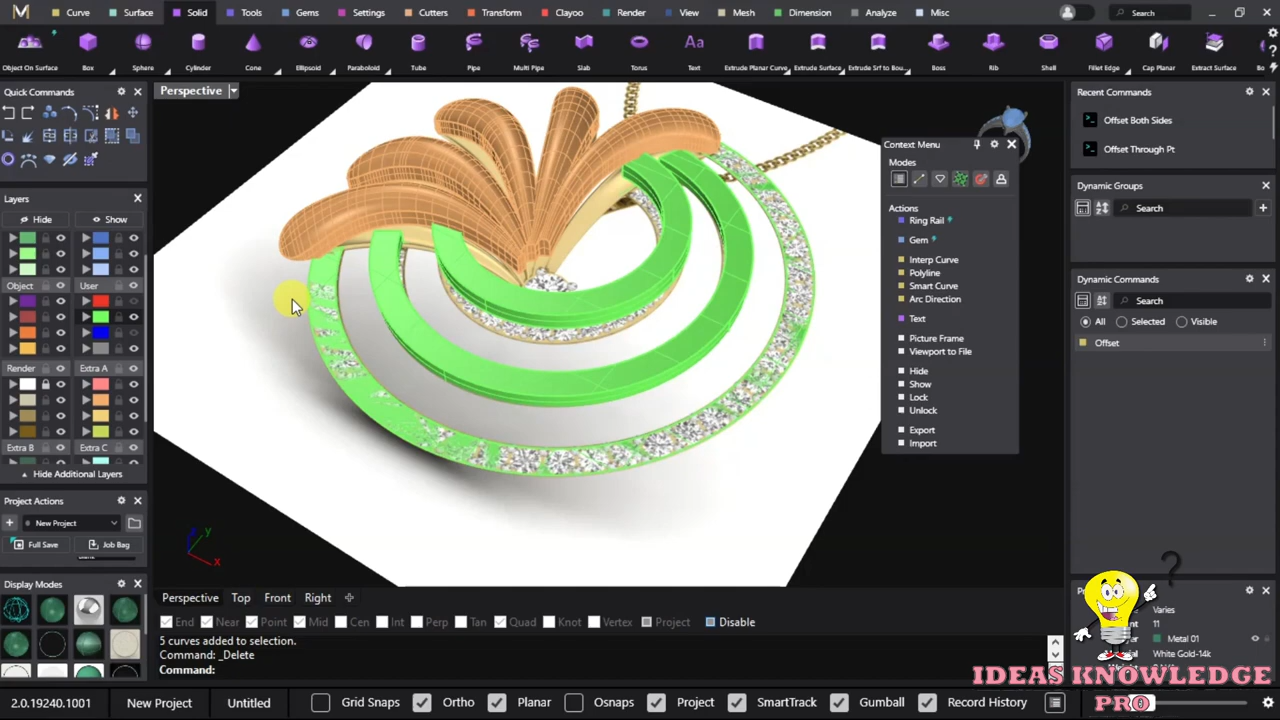 Curve Surface Solid Tools Gems Settings Cutters Transform Clayoo Render View Mesh Dimension Analyze Misc Search
Object On Surface Box Sphere Cylinder Cone Ellipsoid Paraboloid Tube Pipe Multi Pipe Slab Torus Text Extrude Planar Curve Extrude Surface Extrude Srf to Bou... Boss Rib Shell Fillet Edge Cap Planar Extract Surface Bo
Quick Commands
Perspective
Recent Commands
Offset Both Sides
Offset Through Pt
Context Menu
Modes
Actions
Ring Rail
Gem
Interp Curve
Polyline
Smart Curve
Arc Direction
Text
Picture Frame
Viewport to File
Hide
Show
Lock
Unlock
Export
Import
Dynamic Groups
Search
Dynamic Commands
Search
All Selected Visible
Offset
Layers
Hide Show
Object User
Render Extra A
Extra B Extra C
Hide Additional Layers
Project Actions
New Project
Full Save Job Bag
Display Modes
z y x
Perspective Top Front Right
End Near Point Mid Cen Int Perp Tan Quad Knot Vertex Project Disable
5 curves added to selection.
Command: _Delete
Command:
Varies
11
Metal 01
White Gold-14k
?
IDEAS KNOWLEDGE
PRO
2.0.19240.1001 New Project Untitled Grid Snaps Ortho Planar Osnaps Project SmartTrack Gumball Record History